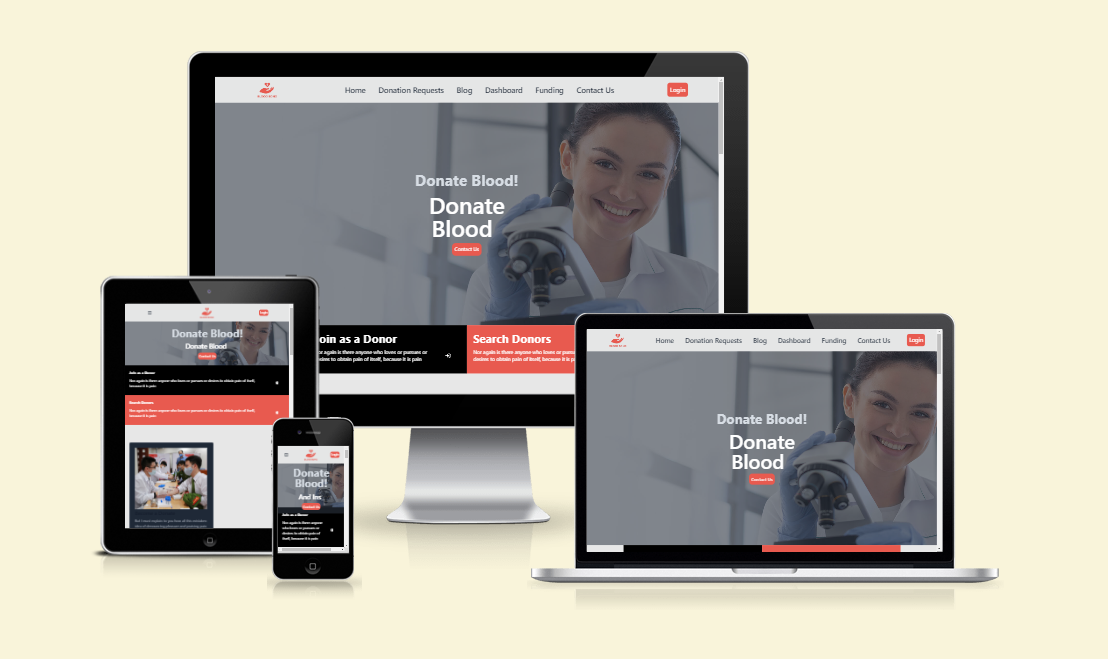 Home Donation Requests Blog Dashboard Funding Contact Us Login
Donate Blood!
Donate
Blood
Contact Us
oin as a Donor
or again is there anyone who loves or pursues or
desires to obtain pain of itself, because it is pain
Search Donors
Nor again is there anyone who loves or pursues or
desires to obtain pain of itself, because it is pain
Login
Donate Blood!
Donate Blood
Contact Us
Join as a Donor
Nor again is there anyone who loves or pursues or desires to obtain pain of itself,
because it is pain
Search Donors
Nor again is there anyone who loves or pursues or desires to obtain pain of itself,
because it is pain
Login
Donate
Blood!
And Ins
Contact Us
Join as a Donor
Nor again is there anyone
who loves or pursues or
desires to obtain pain of
itself, because it is pain
Home Donation Requests Blog Dashboard Funding Contact Us Login
Donate Blood!
Donate
Blood
Contact Us